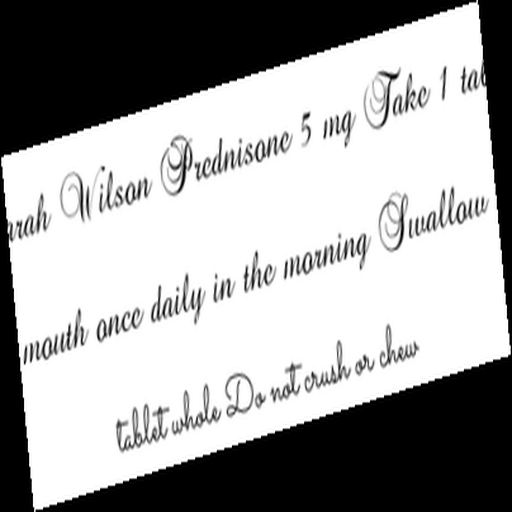 Wilson Prednisone 5 mg Take 1
mouth once daily in the morning Swallow
tablet whole Do not crush or chew